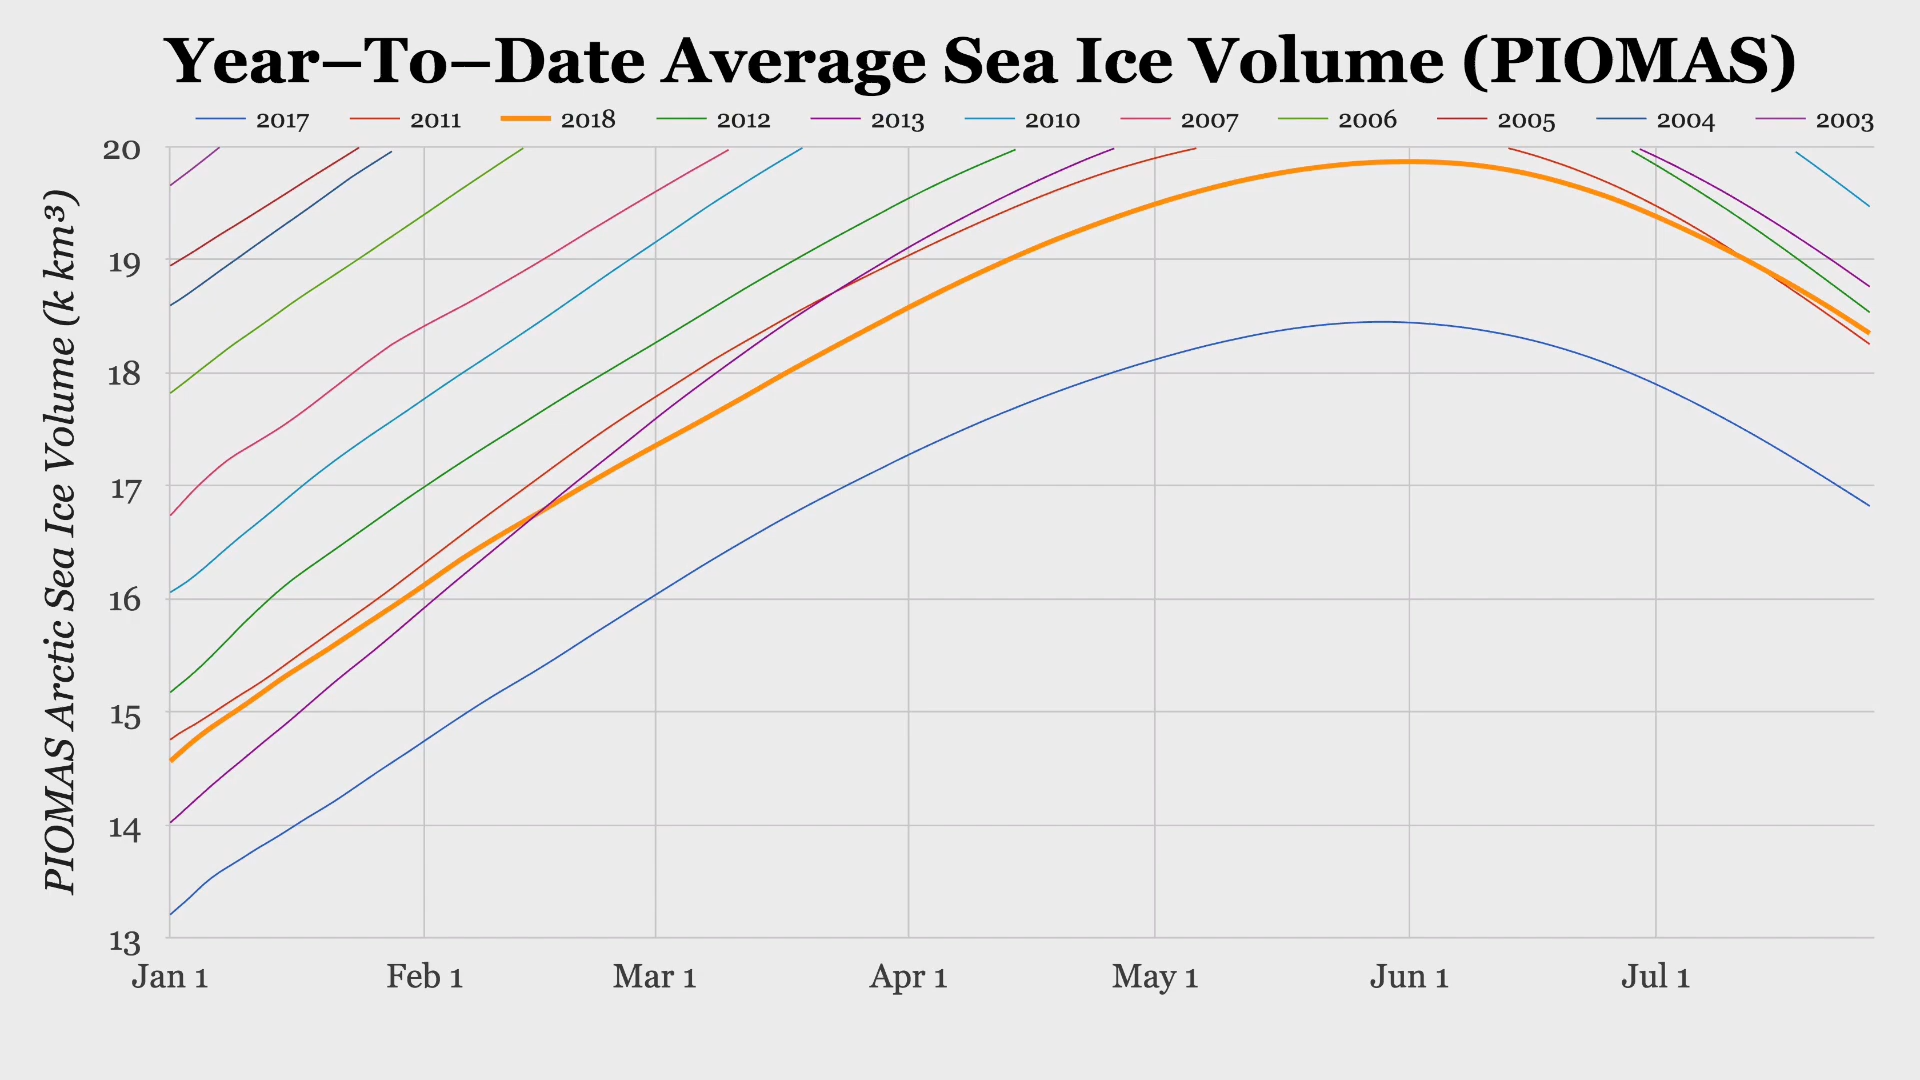 Year–To–Date Average Sea Ice Volume (PIOMAS)
2017 2011 2018 2012 2013 2010 2007 2006 2005 2004 2003
PIOMAS Arctic Sea Ice Volume (k km³)
20
19
18
17
16
15
14
13
Jan 1 Feb 1 Mar 1 Apr 1 May 1 Jun 1 Jul 1